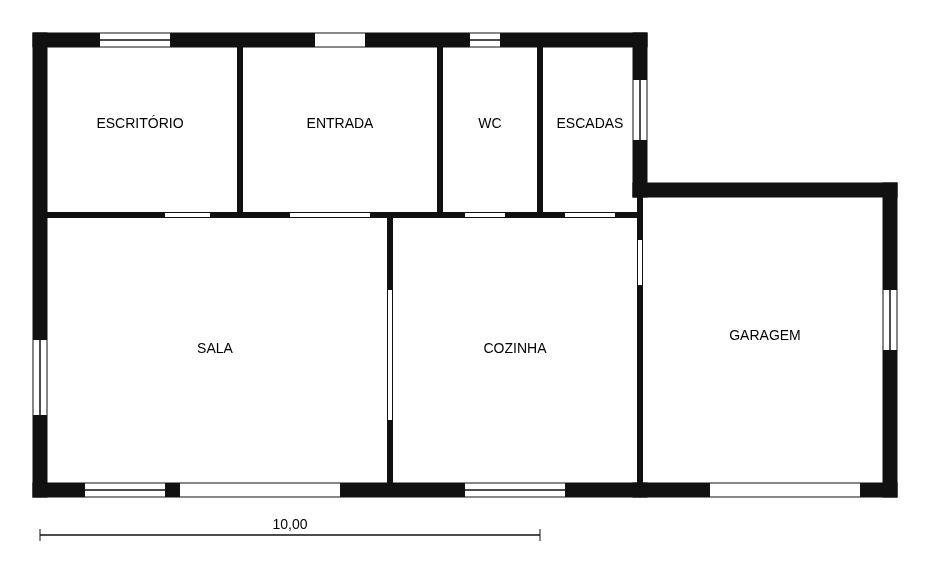 ESCRITÓRIO
ENTRADA
WC
ESCADAS
SALA
COZINHA
GARAGEM
10,00